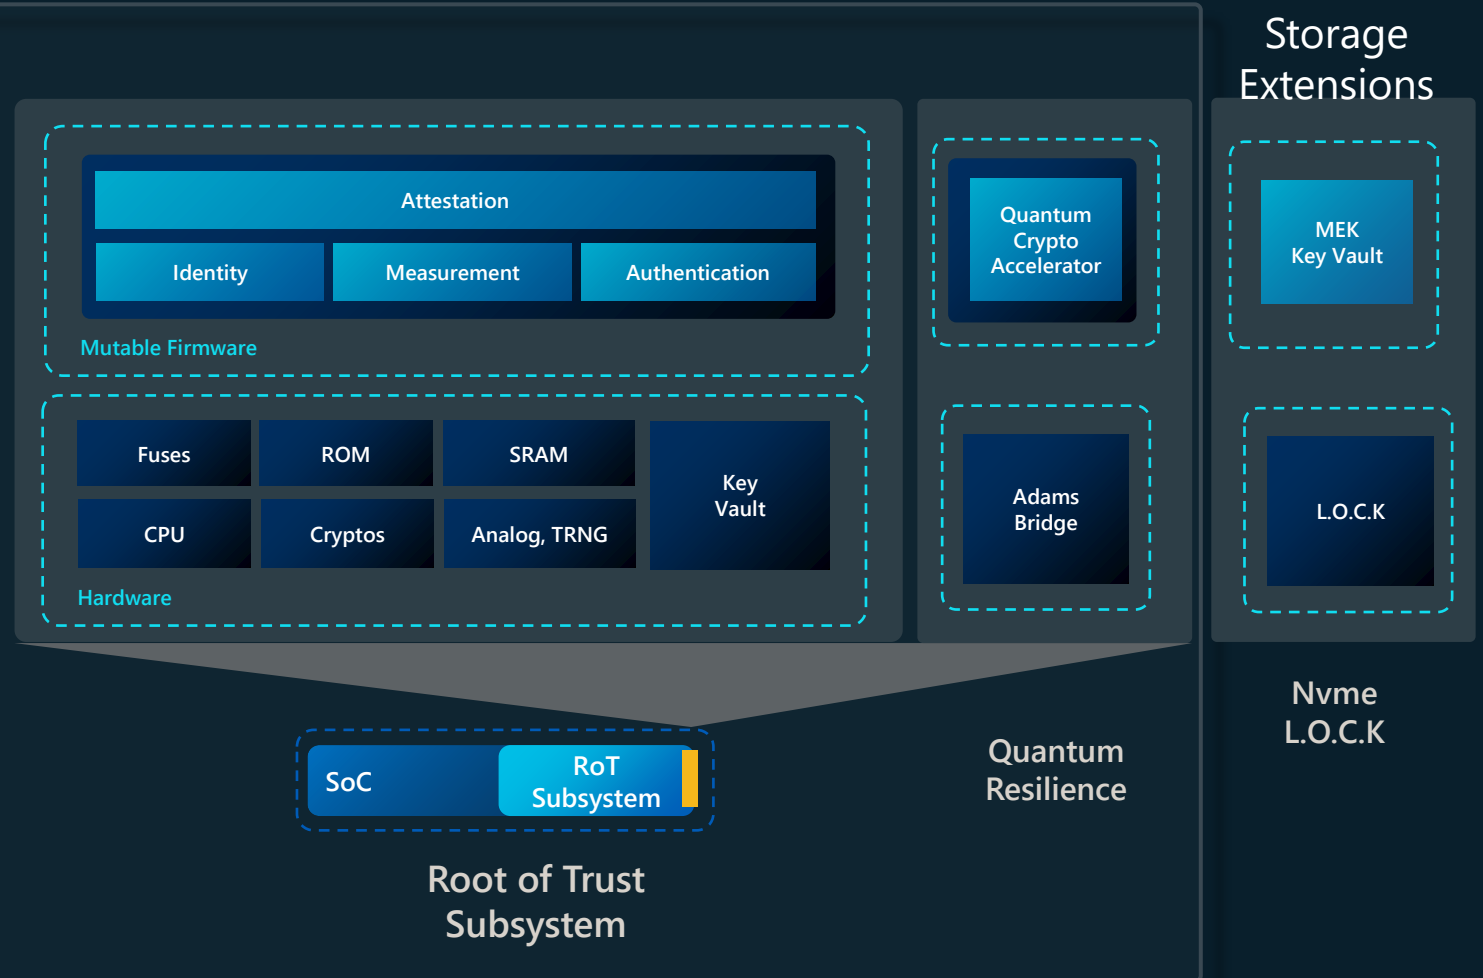 Storage
Extensions
Attestation
Identity
Measurement
Authentication
Mutable Firmware
Fuses
ROM
SRAM
Key
Vault
CPU
Cryptos
Analog, TRNG
Hardware
Quantum
Crypto
Accelerator
Adams
Bridge
MEK
Key Vault
L.O.C.K
SoC
RoT
Subsystem
Root of Trust
Subsystem
Quantum
Resilience
Nvme
L.O.C.K